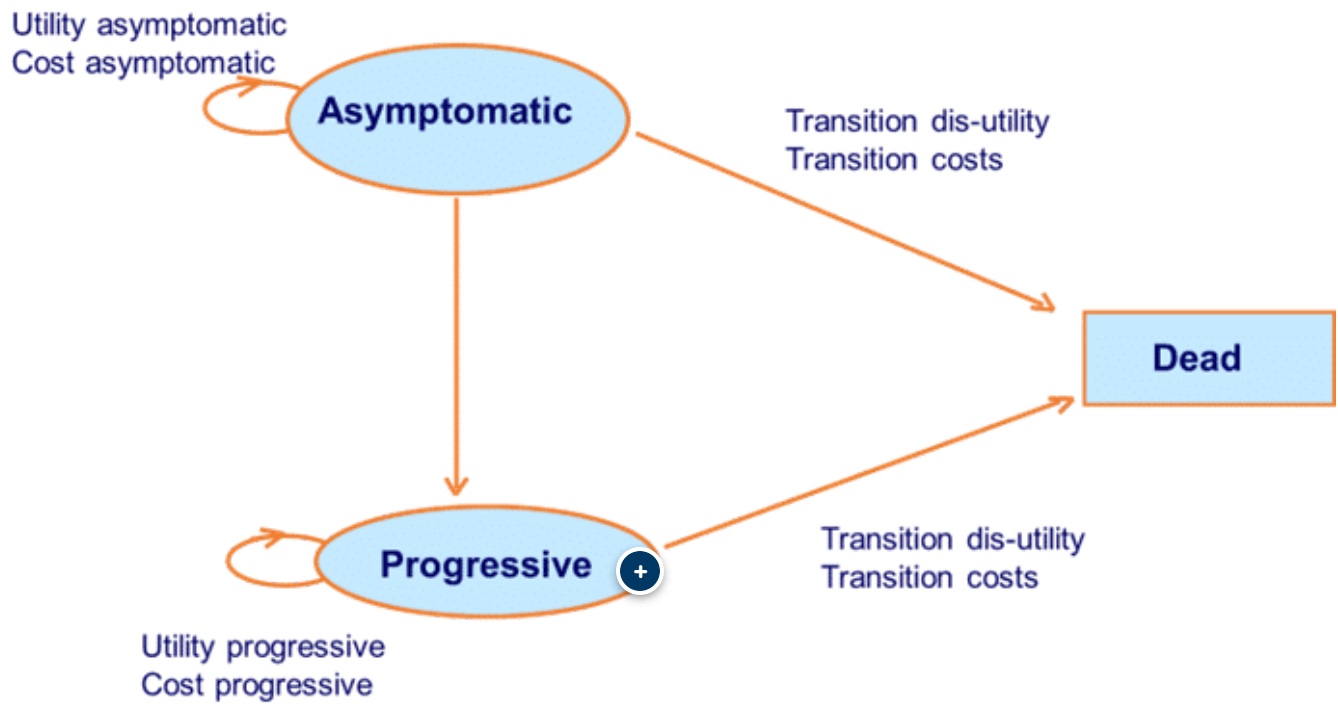 Utility asymptomatic
Cost asymptomatic
Asymptomatic
Transition dis-utility
Transition costs
Dead
Progressive
+
Transition dis-utility
Transition costs
Utility progressive
Cost progressive